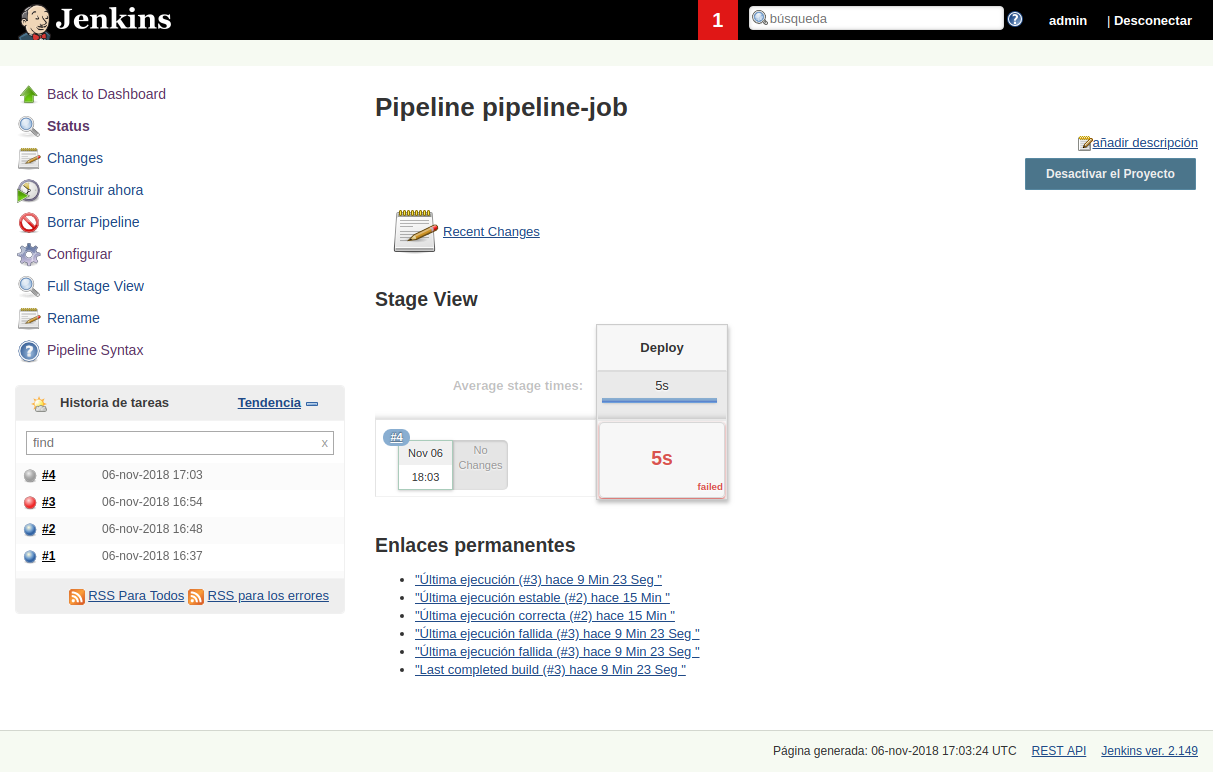 Jenkins
1
búsqueda
admin
| Desconectar
Back to Dashboard
Status
Changes
Construir ahora
Borrar Pipeline
Configurar
Full Stage View
Rename
Pipeline Syntax
Historia de tareas
Tendencia
find
x
#4 06-nov-2018 17:03
#3 06-nov-2018 16:54
#2 06-nov-2018 16:48
#1 06-nov-2018 16:37
RSS Para Todos RSS para los errores
Pipeline pipeline-job
añadir descripción
Desactivar el Proyecto
Recent Changes
Stage View
Deploy
Average stage times: 5s
#4
Nov 06
18:03
No
Changes
5s
failed
Enlaces permanentes
"Última ejecución (#3) hace 9 Min 23 Seg "
"Última ejecución estable (#2) hace 15 Min "
"Última ejecución correcta (#2) hace 15 Min "
"Última ejecución fallida (#3) hace 9 Min 23 Seg "
"Última ejecución fallida (#3) hace 9 Min 23 Seg "
"Last completed build (#3) hace 9 Min 23 Seg "
Página generada: 06-nov-2018 17:03:24 UTC REST API Jenkins ver. 2.149